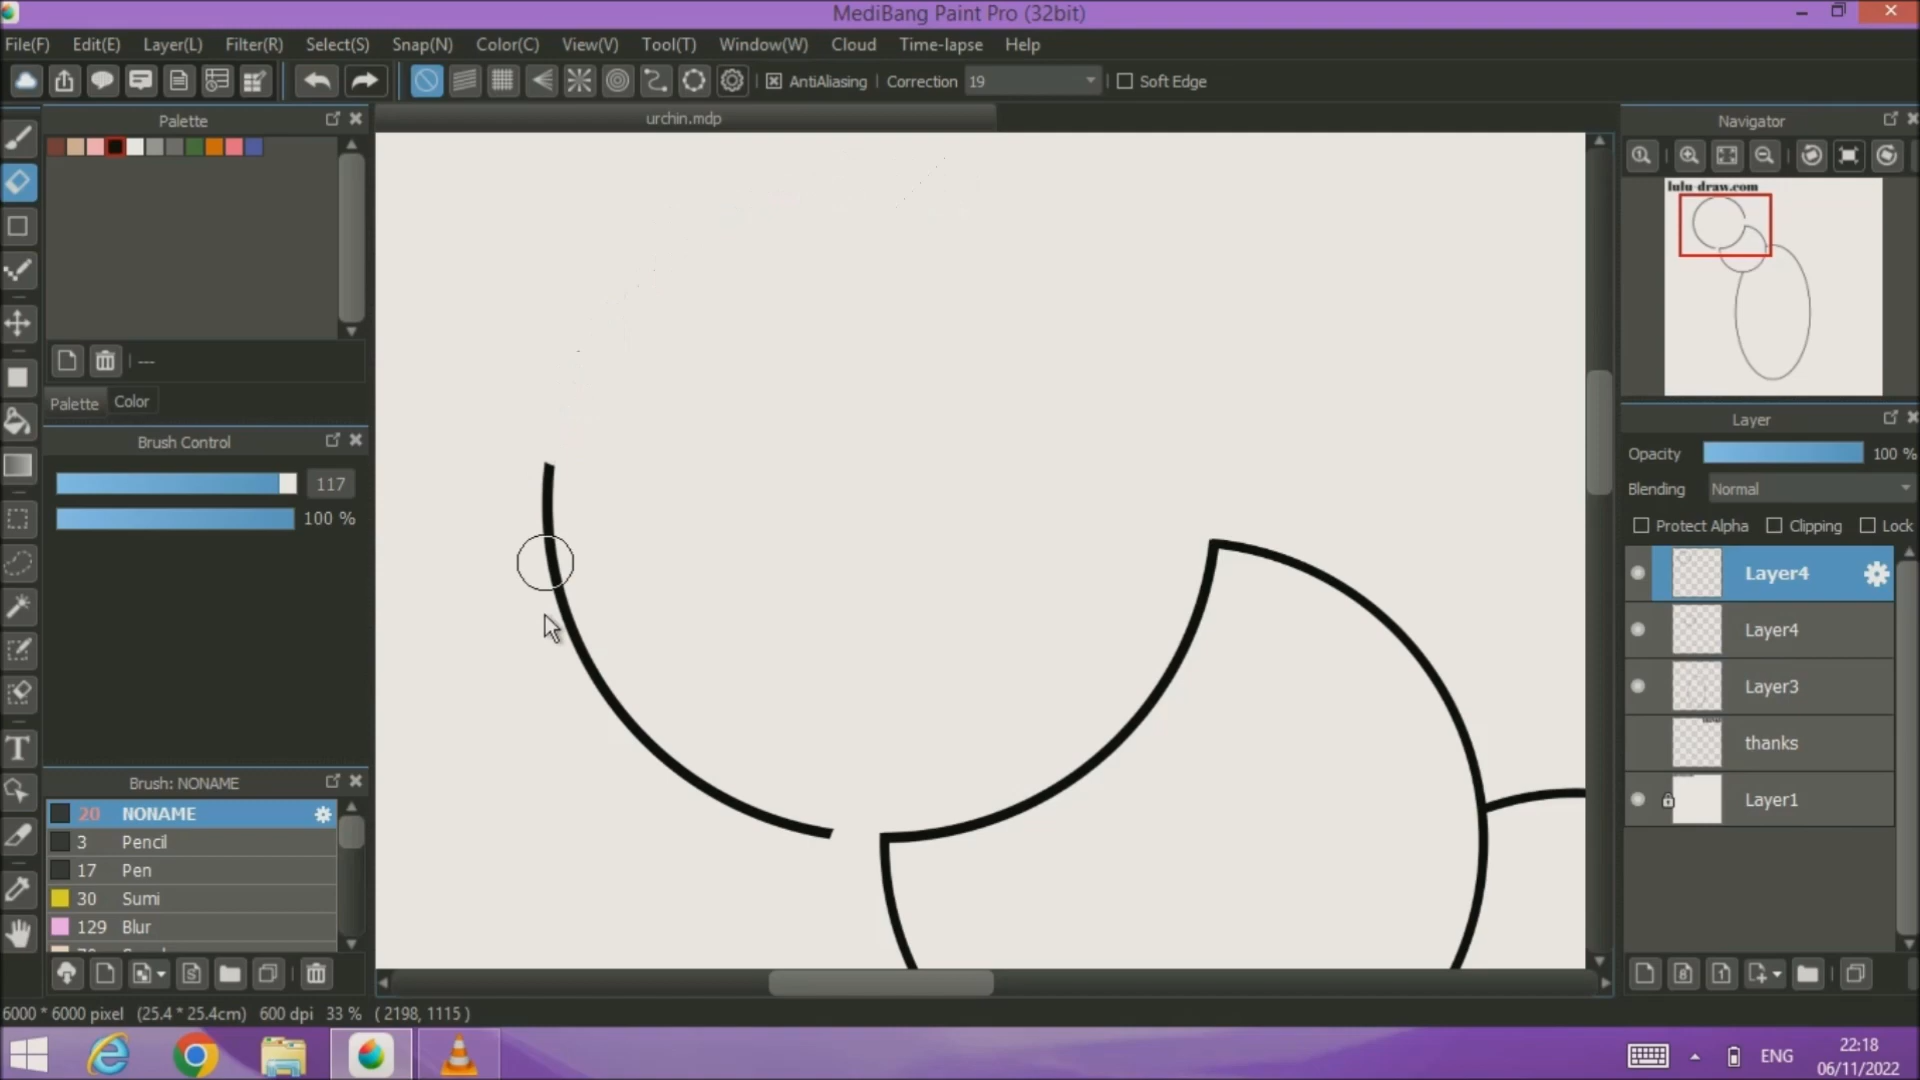 MediBang Paint Pro (32bit)
File(F) Edit(E) Layer(L) Filter(R) Select(S) Snap(N) Color(C) View(V) Tool(T) Window(W) Cloud Time-lapse Help
AntiAliasing Correction 19 Soft Edge
Palette
urchin.mdp
Navigator
lulu-draw.com
---
Palette Color
Brush Control
117
100 %
Layer
Opacity 100 %
Blending Normal
Protect Alpha Clipping Lock
Layer4
Layer4
Layer3
thanks
Layer1
Brush: NONAME
20 NONAME
3 Pencil
17 Pen
30 Sumi
129 Blur
6000 * 6000 pixel (25.4 * 25.4cm) 600 dpi 33 % ( 2198, 1115 )
ENG
22:18
06/11/2022